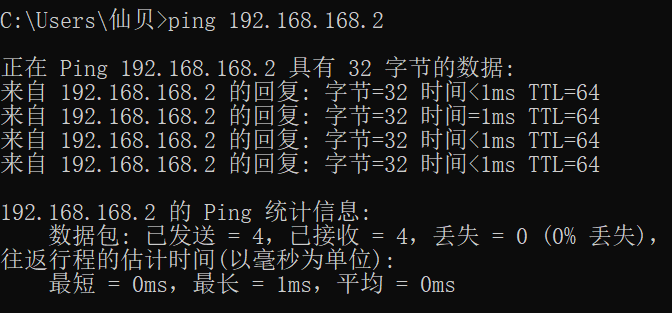 C:\Users\仙贝>ping 192.168.168.2
正在 Ping 192.168.168.2 具有 32 字节的数据:
来自 192.168.168.2 的回复: 字节=32 时间<1ms TTL=64
来自 192.168.168.2 的回复: 字节=32 时间=1ms TTL=64
来自 192.168.168.2 的回复: 字节=32 时间<1ms TTL=64
来自 192.168.168.2 的回复: 字节=32 时间<1ms TTL=64
192.168.168.2 的 Ping 统计信息:
数据包: 已发送 = 4, 已接收 = 4, 丢失 = 0 (0% 丢失),
往返行程的估计时间(以毫秒为单位):
最短 = 0ms, 最长 = 1ms, 平均 = 0ms